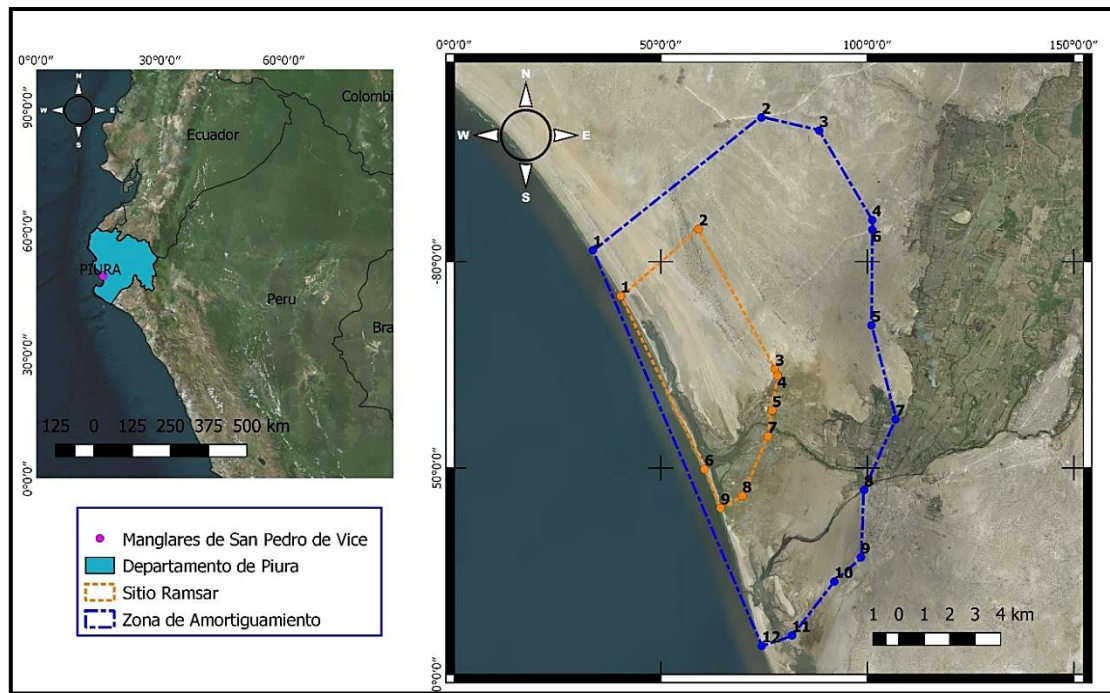 0°0'0" 30°0'0" 60°0'0"
90°0'0"
60°0'0"
30°0'0"
0°0'0"
N
W E
S
Colombi
Ecuador
PIURA
Peru
Bra
125 0 125 250 375 500 km
Manglares de San Pedro de Vice
Departamento de Piura
Sitio Ramsar
Zona de Amortiguamiento
0°0'0" 50°0'0" 100°0'0" 150°0'0"
-80°0'0"
50°0'0"
0°0'0"
N
W E
S
2
3
4
6
1
2
1
5
3
4
5
7
7
6
8
8
9
9
10
11
12
1 0 1 2 3 4 km